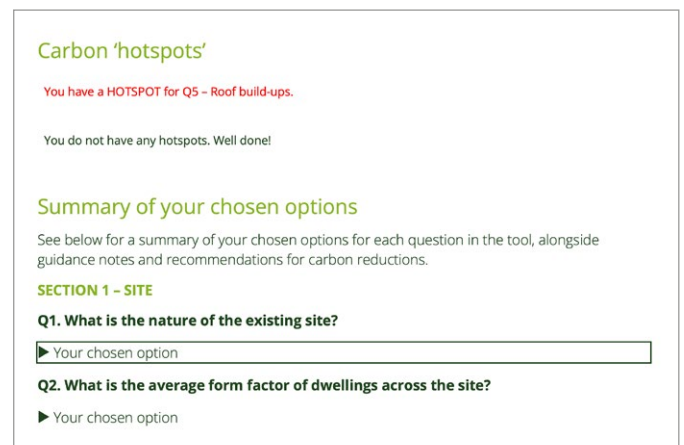 Carbon ‘hotspots’
You have a HOTSPOT for Q5 – Roof build-ups.
You do not have any hotspots. Well done!
Summary of your chosen options
See below for a summary of your chosen options for each question in the tool, alongside
guidance notes and recommendations for carbon reductions.
SECTION 1 – SITE
Q1. What is the nature of the existing site?
Your chosen option
Q2. What is the average form factor of dwellings across the site?
Your chosen option